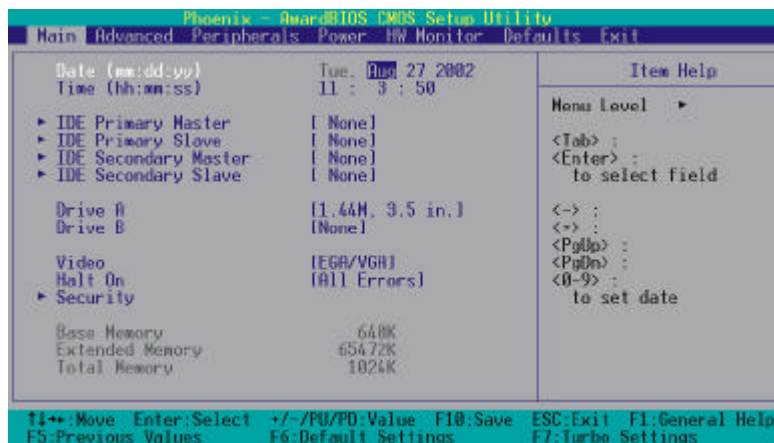 Phoenix - AwardBIOS CMOS Setup Utility
Main Advanced Peripherals Power HW Monitor Defaults Exit
Date (mm:dd:yy) Tue, Aug 27 2002
Time (hh:mm:ss) 11 : 3 : 50
► IDE Primary Master [ None]
► IDE Primary Slave [ None]
► IDE Secondary Master [ None]
► IDE Secondary Slave [ None]
Drive A [1.44M, 3.5 in.]
Drive B [None]
Video [EGA/VGA]
Halt On [All Errors]
► Security
Base Memory 640K
Extended Memory 65472K
Total Memory 1024K
Item Help
Menu Level ►
<Tab> :
<Enter> :
to select field
<-> :
<+> :
<PgUp> :
<PgDn> :
<0-9> :
to set date
↑↓→←:Move Enter:Select +/-/PU/PD:Value F10:Save ESC:Exit F1:General Help
F5:Previous Values F6:Default Settings F7:Turbo Settings